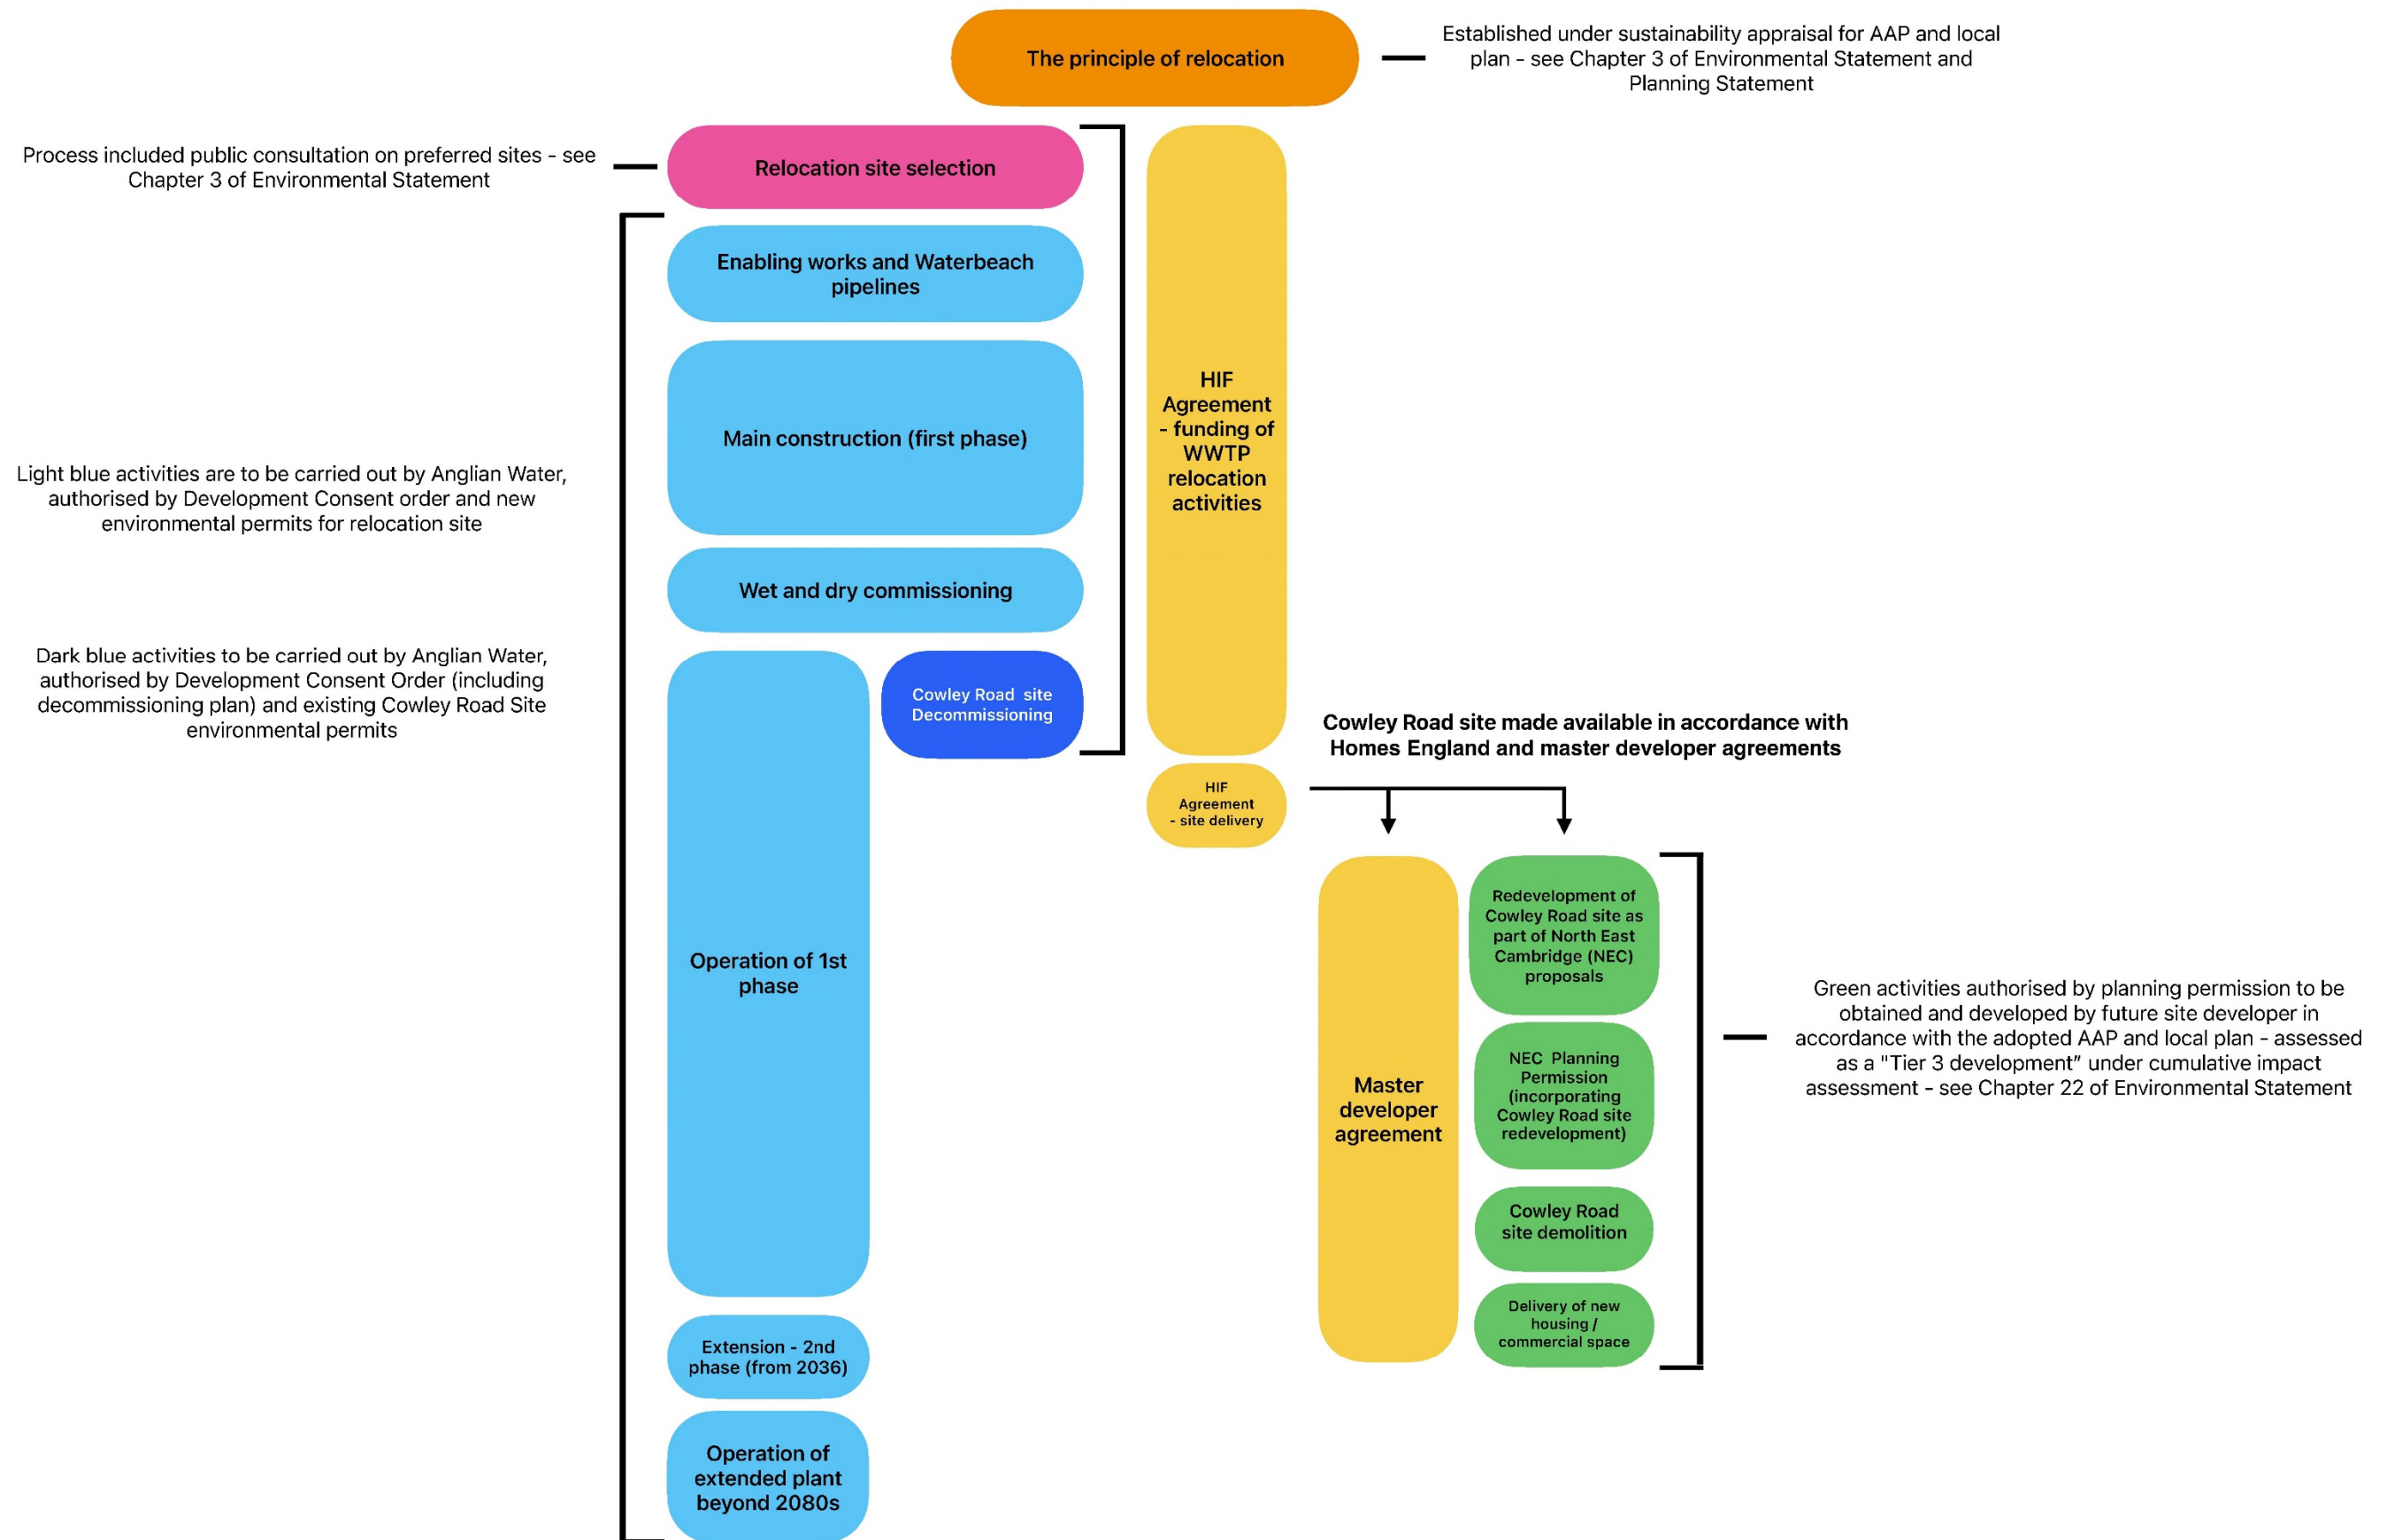 The principle of relocation
Established under sustainability appraisal for AAP and local
plan - see Chapter 3 of Environmental Statement and
Planning Statement
Process included public consultation on preferred sites - see
Chapter 3 of Environmental Statement
Relocation site selection
Enabling works and Waterbeach
pipelines
Main construction (first phase)
HIF
Agreement
- funding of
WWTP
relocation
activities
Light blue activities are to be carried out by Anglian Water,
authorised by Development Consent order and new
environmental permits for relocation site
Wet and dry commissioning
Dark blue activities to be carried out by Anglian Water,
authorised by Development Consent Order (including
decommissioning plan) and existing Cowley Road Site
environmental permits
Cowley Road site
Decommissioning
Cowley Road site made available in accordance with
Homes England and master developer agreements
HIF
Agreement
- site delivery
Operation of 1st
phase
Master
developer
agreement
Redevelopment of
Cowley Road site as
part of North East
Cambridge (NEC)
proposals
NEC Planning
Permission
(incorporating
Cowley Road site
redevelopment)
Cowley Road
site demolition
Delivery of new
housing /
commercial space
Green activities authorised by planning permission to be
obtained and developed by future site developer in
accordance with the adopted AAP and local plan - assessed
as a "Tier 3 development” under cumulative impact
assessment - see Chapter 22 of Environmental Statement
Extension - 2nd
phase (from 2036)
Operation of
extended plant
beyond 2080s